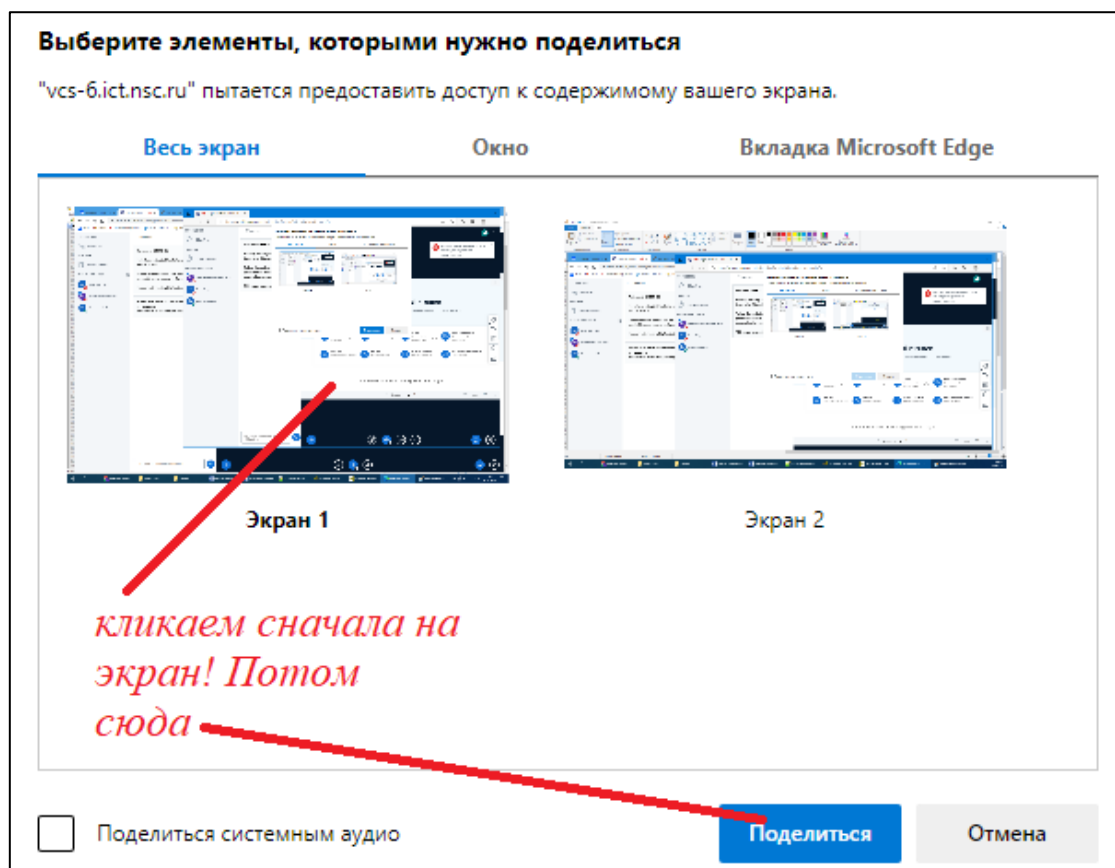 Выберите элементы, которыми нужно поделиться
"vcs-6.ict.nsc.ru" пытается предоставить доступ к содержимому вашего экрана.
Весь экран Окно Вкладка Microsoft Edge
Экран 1 Экран 2
кликаем сначала на
экран! Потом
сюда
Поделиться системным аудио Поделиться Отмена